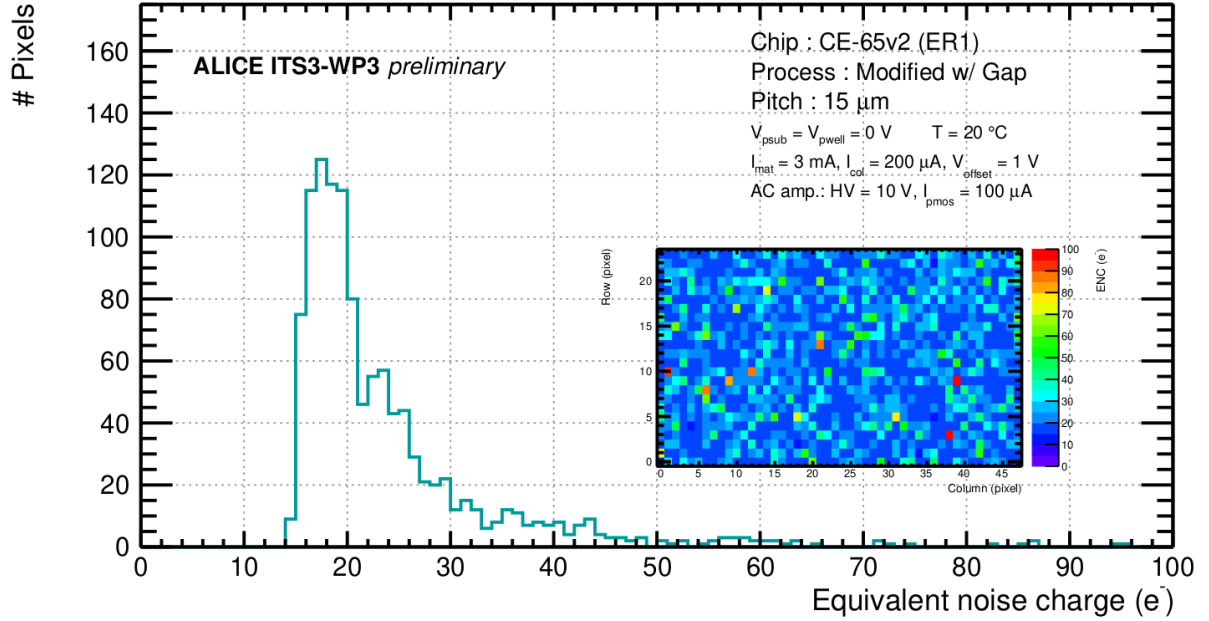 # Pixels
160
140
120
100
80
60
40
20
0
ALICE ITS3-WP3 preliminary
Chip : CE-65v2 (ER1)
Process : Modified w/ Gap
Pitch : 15 μm
Vpsub = Vpwell = 0 V T = 20 °C
Imat = 3 mA, Icol = 200 μA, Voffset = 1 V
AC amp.: HV = 10 V, Ipmos = 100 μA
Row (pixel)
20
15
10
5
0
0 5 10 15 20 25 30 35 40 45
Column (pixel)
100
90
80
70
60
50
40
30
20
10
0
ENC (e-)
0 10 20 30 40 50 60 70 80 90 100
Equivalent noise charge (e-)